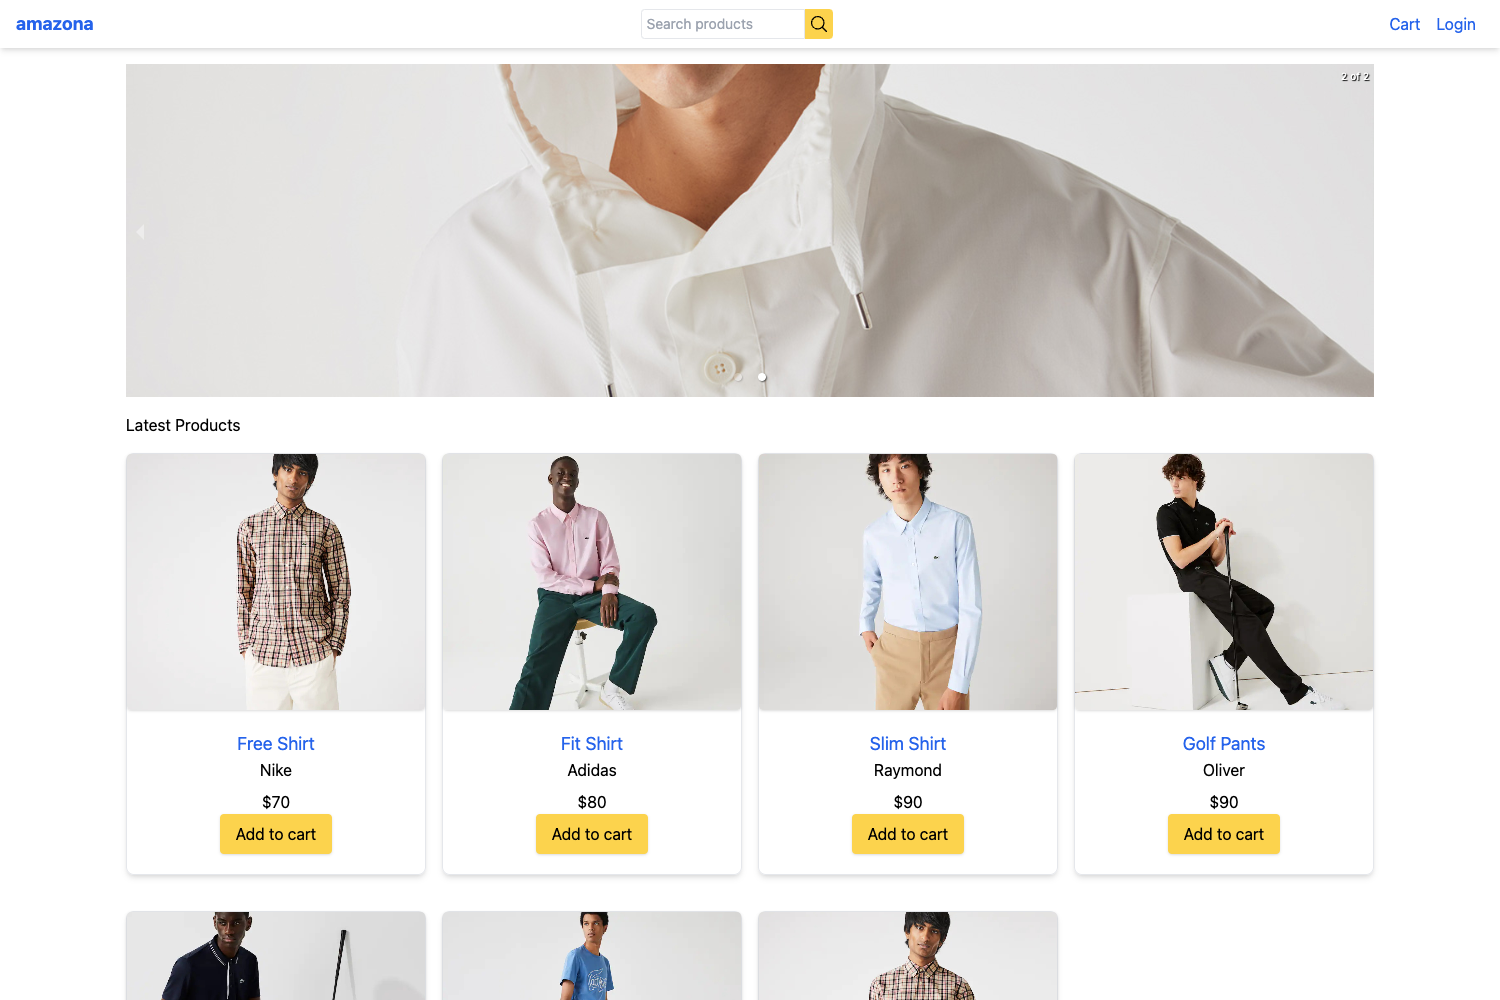 amazona
Search products
Cart
Login
2 of 2
Latest Products
Free Shirt
Nike
$70
Add to cart
Fit Shirt
Adidas
$80
Add to cart
Slim Shirt
Raymond
$90
Add to cart
Golf Pants
Oliver
$90
Add to cart